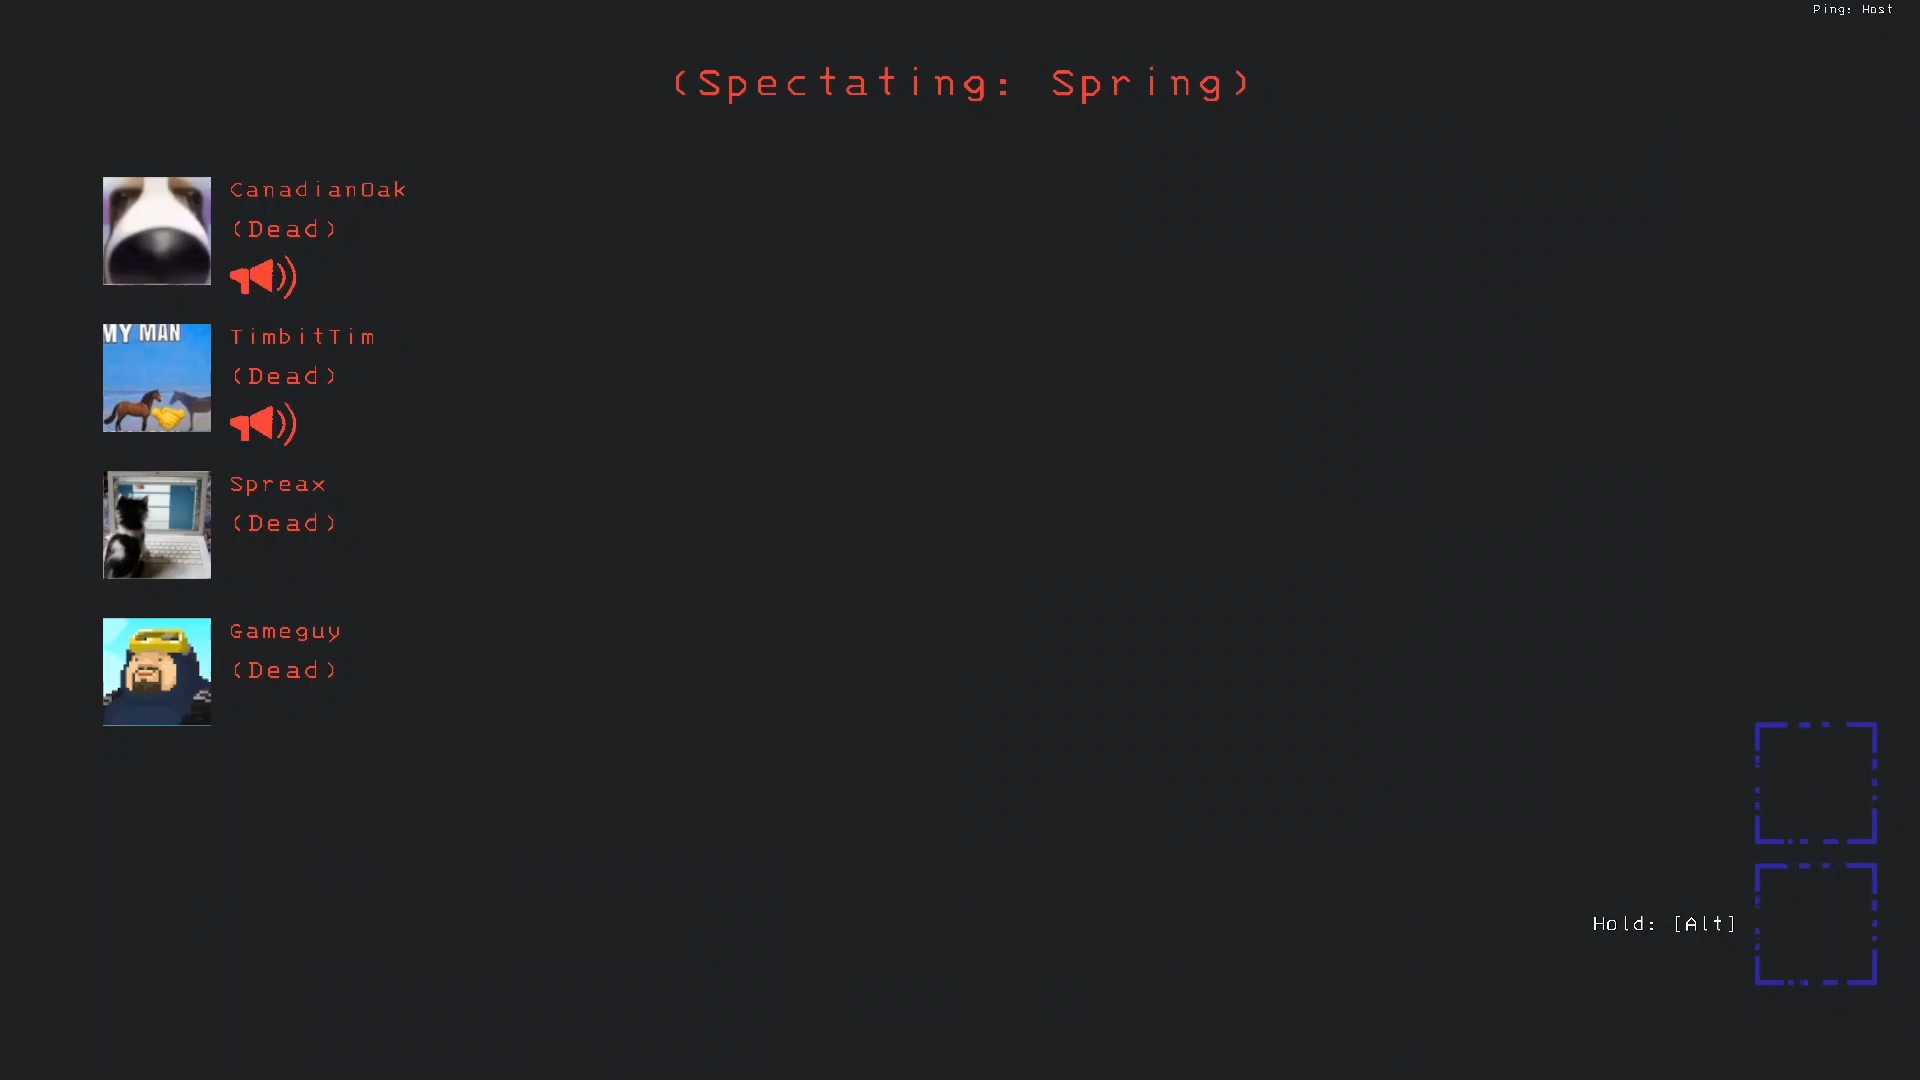 Ping: Host
(Spectating: Spring)
CanadianOak
(Dead)
MY MAN
TimbitTim
(Dead)
Spreax
(Dead)
Gameguy
(Dead)
Hold: [Alt]